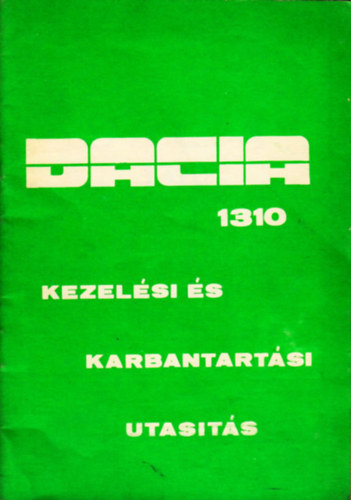 DACIA
1310
KEZELÉSI ÉS
KARBANTARTÁSI
UTASITÁS